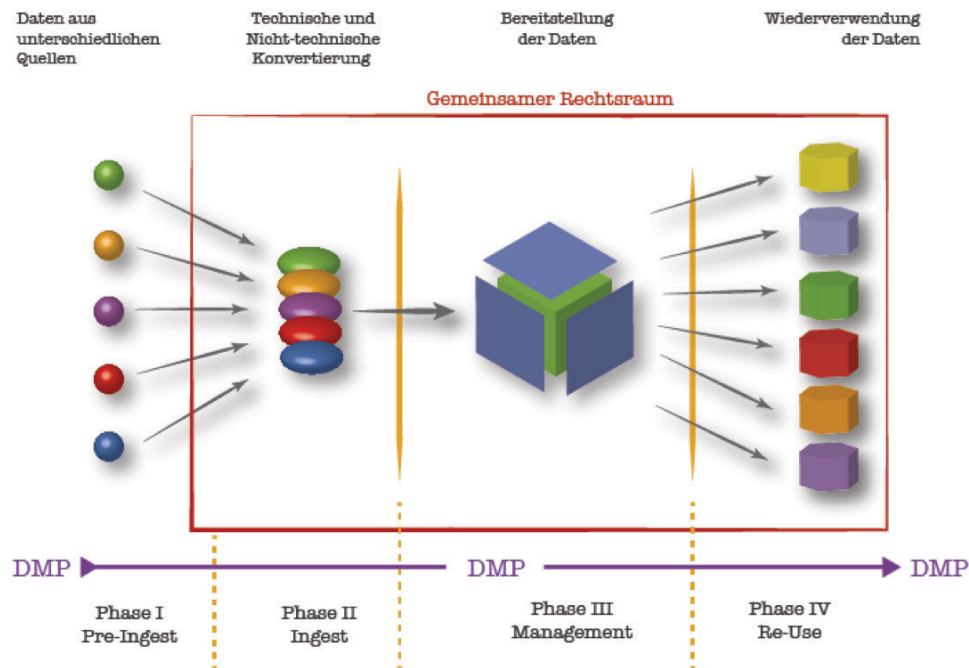 Daten aus
unterschiedlichen
Quellen
Technische und
Nicht-technische
Konvertierung
Bereitstellung
der Daten
Wiederverwendung
der Daten
Gemeinsamer Rechtsraum
DMP
DMP
DMP
Phase I
Pre-Ingest
Phase II
Ingest
Phase III
Management
Phase IV
Re-Use